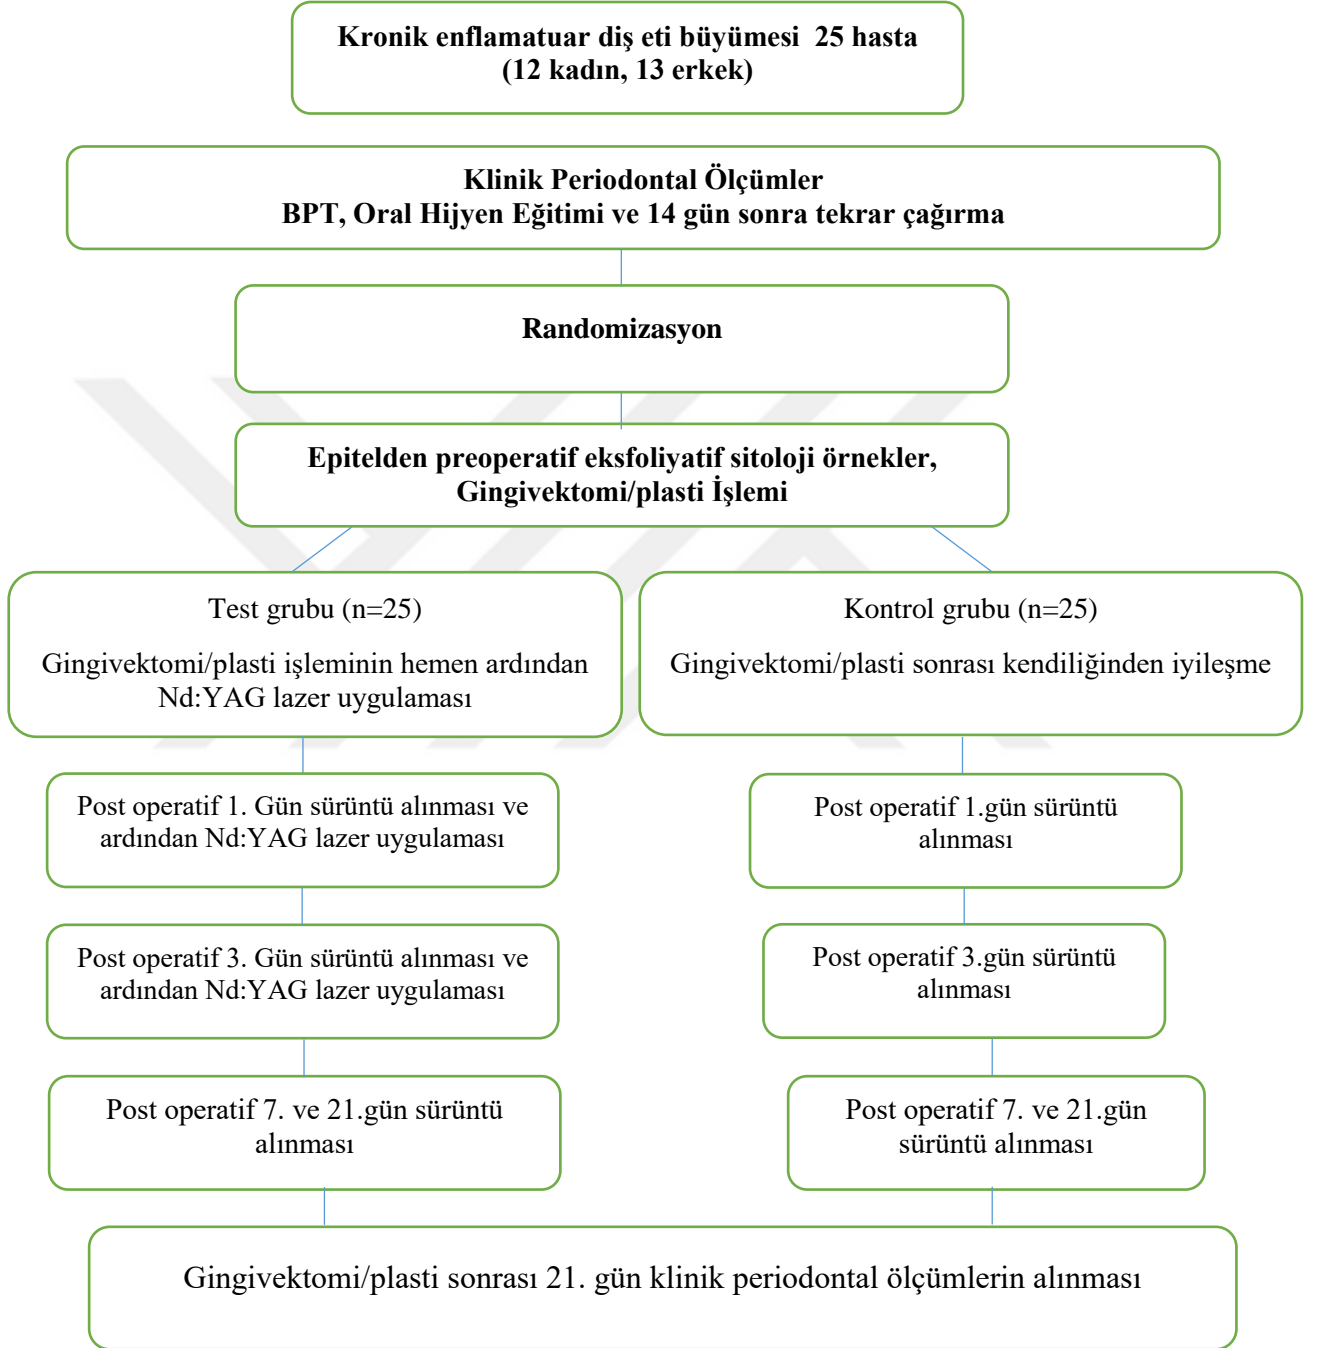 Kronik enflamatuar diş eti büyümesi  25 hasta
(12 kadın, 13 erkek)
Klinik Periodontal Ölçümler
BPT, Oral Hijyen Eğitimi ve 14 gün sonra tekrar çağırma
Randomizasyon
Epitelden preoperatif eksfoliyatif sitoloji örnekler,
Gingivektomi/plasti İşlemi
Test grubu (n=25)
Gingivektomi/plasti işleminin hemen ardından
Nd:YAG lazer uygulaması
Kontrol grubu (n=25)
Gingivektomi/plasti sonrası kendiliğinden iyileşme
Post operatif 1. Gün sürüntü alınması ve
ardından Nd:YAG lazer uygulaması
Post operatif 1.gün sürüntü
alınması
Post operatif 3. Gün sürüntü alınması ve
ardından Nd:YAG lazer uygulaması
Post operatif 3.gün sürüntü
alınması
Post operatif 7. ve 21.gün sürüntü
alınması
Post operatif 7. ve 21.gün
sürüntü alınması
Gingivektomi/plasti sonrası 21. gün klinik periodontal ölçümlerin alınması